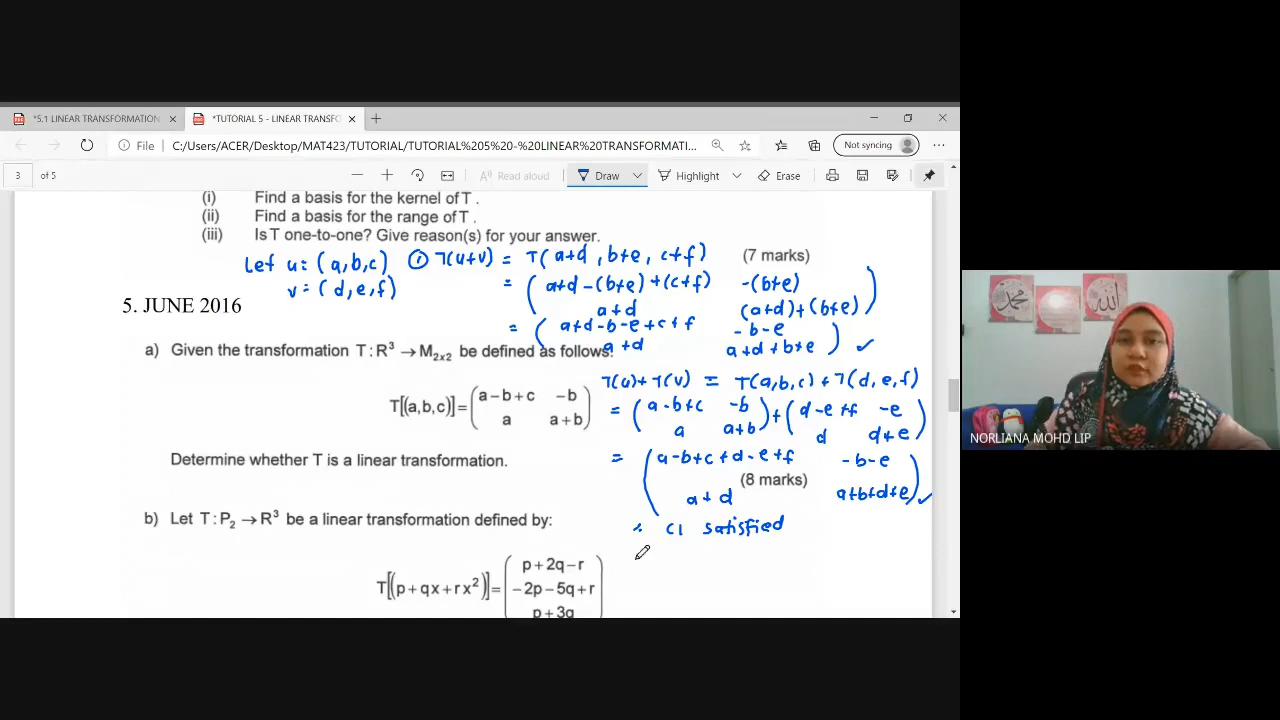 *5.1 LINEAR TRANSFORMATION
*TUTORIAL 5 - LINEAR TRANSFO
File
C:/Users/ACER/Desktop/MAT423/TUTORIAL/TUTORIAL%205%20-%20LINEAR%20TRANSFORMATI...
Not syncing
3 of 5
Read aloud
Draw
Highlight
Erase
(i) Find a basis for the kernel of T .
(ii) Find a basis for the range of T .
(iii) Is T one-to-one? Give reason(s) for your answer.
(7 marks)
Let u = (a,b,c)
v = (d,e,f)
① T(u+v) = T(a+d, b+e, c+f)
= ( a+d-(b+e)+(c+f) -(b+e)
a+d (a+d)+(b+e) )
= ( a+d-b-e+c+f -b-e
a+d a+d+b+e ) ✓
5. JUNE 2016
a) Given the transformation T : R³ → M₂ₓ₂ be defined as follows:
T[(a,b,c)] = ( a − b + c −b
a a + b )
T(u)+T(v) = T(a,b,c)+T(d,e,f)
= ( a-b+c -b
a a+b ) + ( d-e+f -e
d d+e )
= ( a-b+c+d-e+f -b-e
a+d a+b+d+e ) ✓
∴ C1 satisfied
Determine whether T is a linear transformation.
(8 marks)
b) Let T : P₂ → R³ be a linear transformation defined by:
T[(p + qx + rx²)] = ( p + 2q − r
− 2p − 5q + r
p + 3q
NORLIANA MOHD LIP